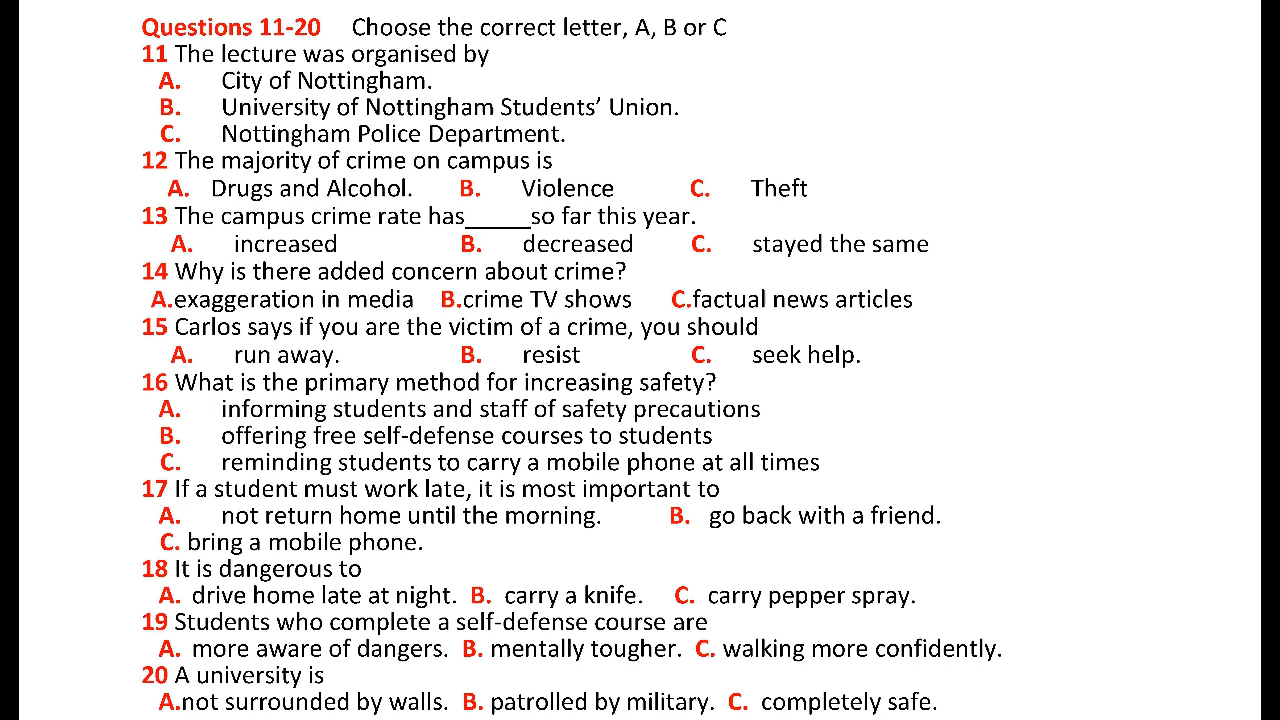 Questions 11-20 Choose the correct letter, A, B or C
11 The lecture was organised by
A. City of Nottingham.
B. University of Nottingham Students’ Union.
C. Nottingham Police Department.
12 The majority of crime on campus is
A. Drugs and Alcohol. B. Violence C. Theft
13 The campus crime rate has_____so far this year.
A. increased B. decreased C. stayed the same
14 Why is there added concern about crime?
A.exaggeration in media B.crime TV shows C.factual news articles
15 Carlos says if you are the victim of a crime, you should
A. run away. B. resist C. seek help.
16 What is the primary method for increasing safety?
A. informing students and staff of safety precautions
B. offering free self-defense courses to students
C. reminding students to carry a mobile phone at all times
17 If a student must work late, it is most important to
A. not return home until the morning. B. go back with a friend.
C. bring a mobile phone.
18 It is dangerous to
A. drive home late at night. B. carry a knife. C. carry pepper spray.
19 Students who complete a self-defense course are
A. more aware of dangers. B. mentally tougher. C. walking more confidently.
20 A university is
A.not surrounded by walls. B. patrolled by military. C. completely safe.